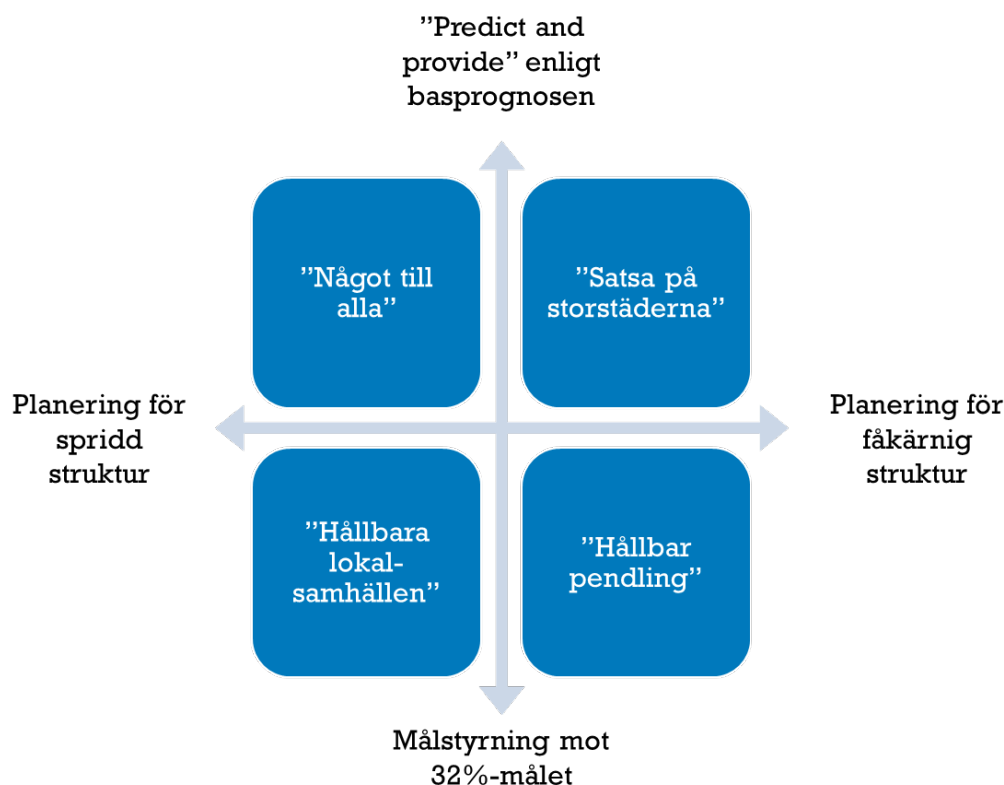 ”Predict and
provide” enligt
basprognosen
”Något till
alla”
”Satsa på
storstäderna”
Planering för
spridd
struktur
Planering för
fåkärnig
struktur
”Hållbara
lokal-
samhällen”
”Hållbar
pendling”
Målstyrning mot
32%-målet